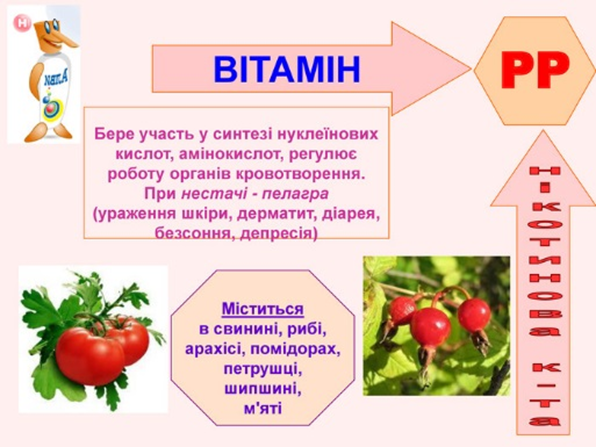 Н
ВІТАМІН
РР
Бере участь у синтезі нуклеїнових
кислот, амінокислот, регулює
роботу органів кровотворення.
При нестачі - пелагра
(ураження шкіри, дерматит, діарея,
безсоння, депресія)
Нікотинова к-та
Міститься
в свинині, рибі,
арахісі, помідорах,
петрушці,
шипшині,
м'яті